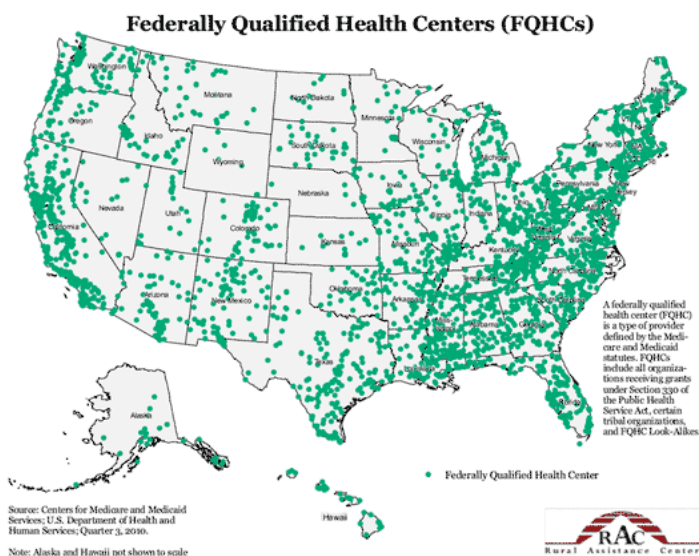 Federally Qualified Health Centers (FQHCs)
Washington
Montana
North Dakota
Minnesota
Maine
Oregon
Idaho
South Dakota
Wisconsin
Michigan
New York
Wyoming
Iowa
Pennsylvania
Nebraska
Nevada
Utah
Colorado
Illinois
Indiana
Ohio
California
Kansas
Missouri
Kentucky
Virginia
Arizona
New Mexico
Oklahoma
Arkansas
North Carolina
South Carolina
Alabama
Texas
Florida
A federally qualified
health center (FQHC)
is a type of provider
defined by the Medi-
care and Medicaid
statutes. FQHCs
include all organiza-
tions receiving grants
under Section 330 of
the Public Health
Service Act, certain
tribal organizations,
and FQHC Look-Alikes
Alaska
Hawaii
Federally Qualified Health Center
Source: Centers for Medicare and Medicaid
Services; U.S. Department of Health and
Human Services; Quarter 3, 2010.
Note: Alaska and Hawaii not shown to scale
RAC
Rural Assistance Center